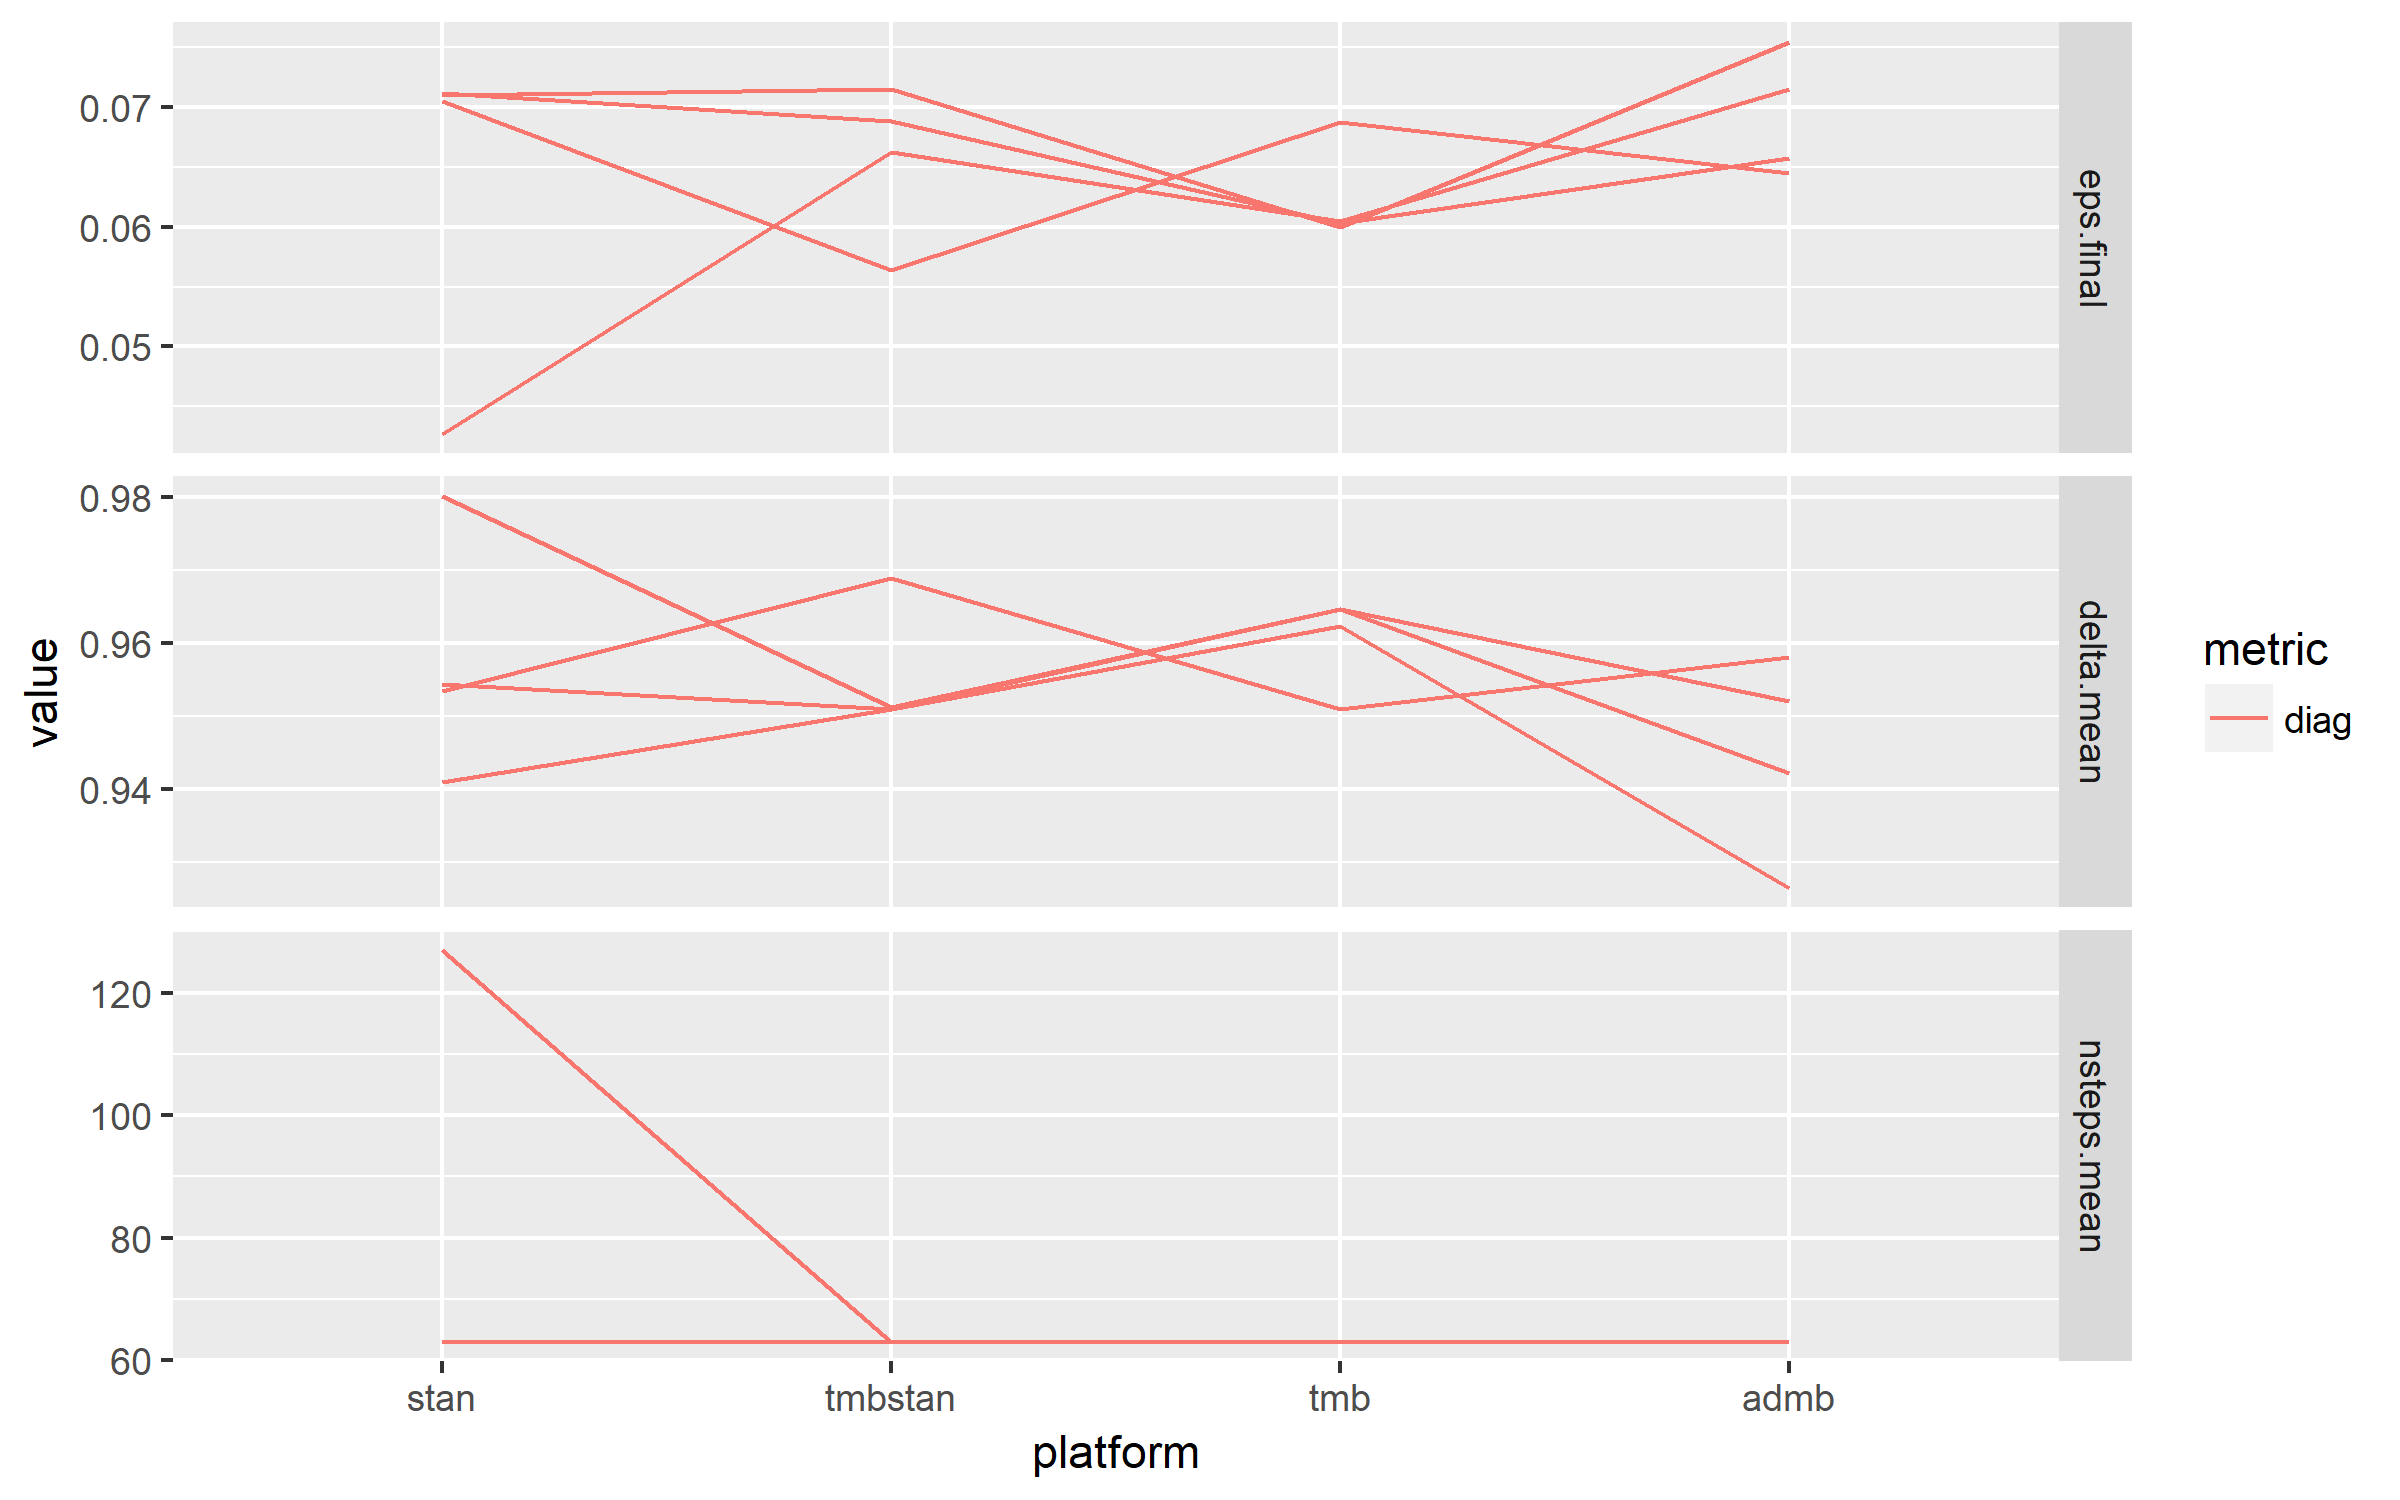 0.07
0.06
0.05
eps.final
0.98
0.96
0.94
delta.mean
value
120
100
80
60
nsteps.mean
stan
tmbstan
tmb
admb
platform
metric
diag